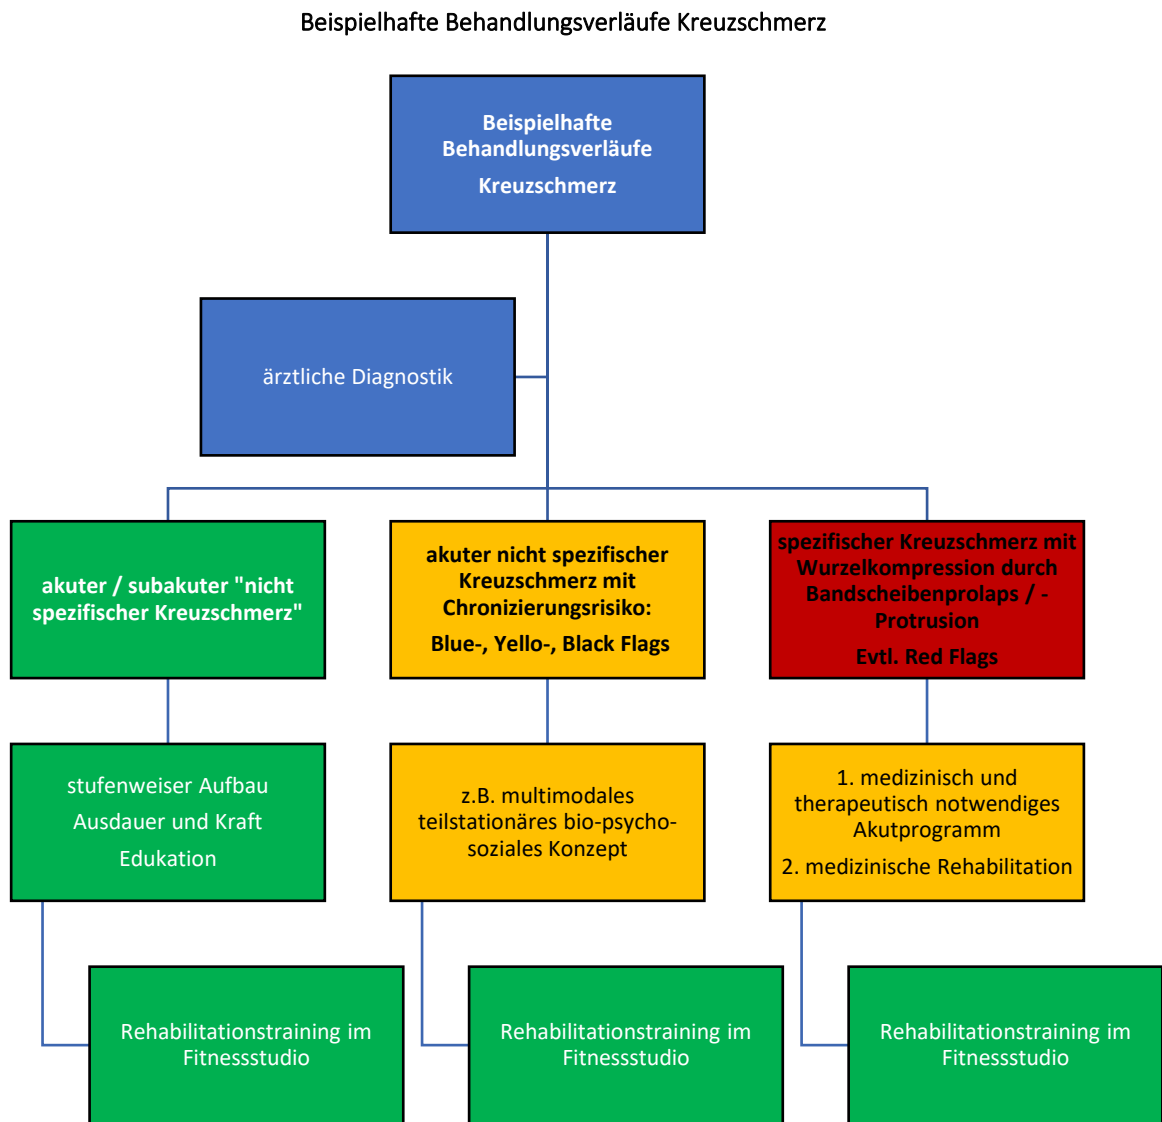 Beispielhafte Behandlungsverläufe Kreuzschmerz
Beispielhafte
Behandlungsverläufe
Kreuzschmerz
ärztliche Diagnostik
akuter / subakuter "nicht
spezifischer Kreuzschmerz"
akuter nicht spezifischer
Kreuzschmerz mit
Chronizierungsrisiko:
Blue-, Yello-, Black Flags
spezifischer Kreuzschmerz mit
Wurzelkompression durch
Bandscheibenprolaps / -
Protrusion
Evtl. Red Flags
stufenweiser Aufbau
Ausdauer und Kraft
Edukation
z.B. multimodales
teilstationäres bio-psycho-
soziales Konzept
1. medizinisch und
therapeutisch notwendiges
Akutprogramm
2. medizinische Rehabilitation
Rehabilitationstraining im
Fitnessstudio
Rehabilitationstraining im
Fitnessstudio
Rehabilitationstraining im
Fitnessstudio